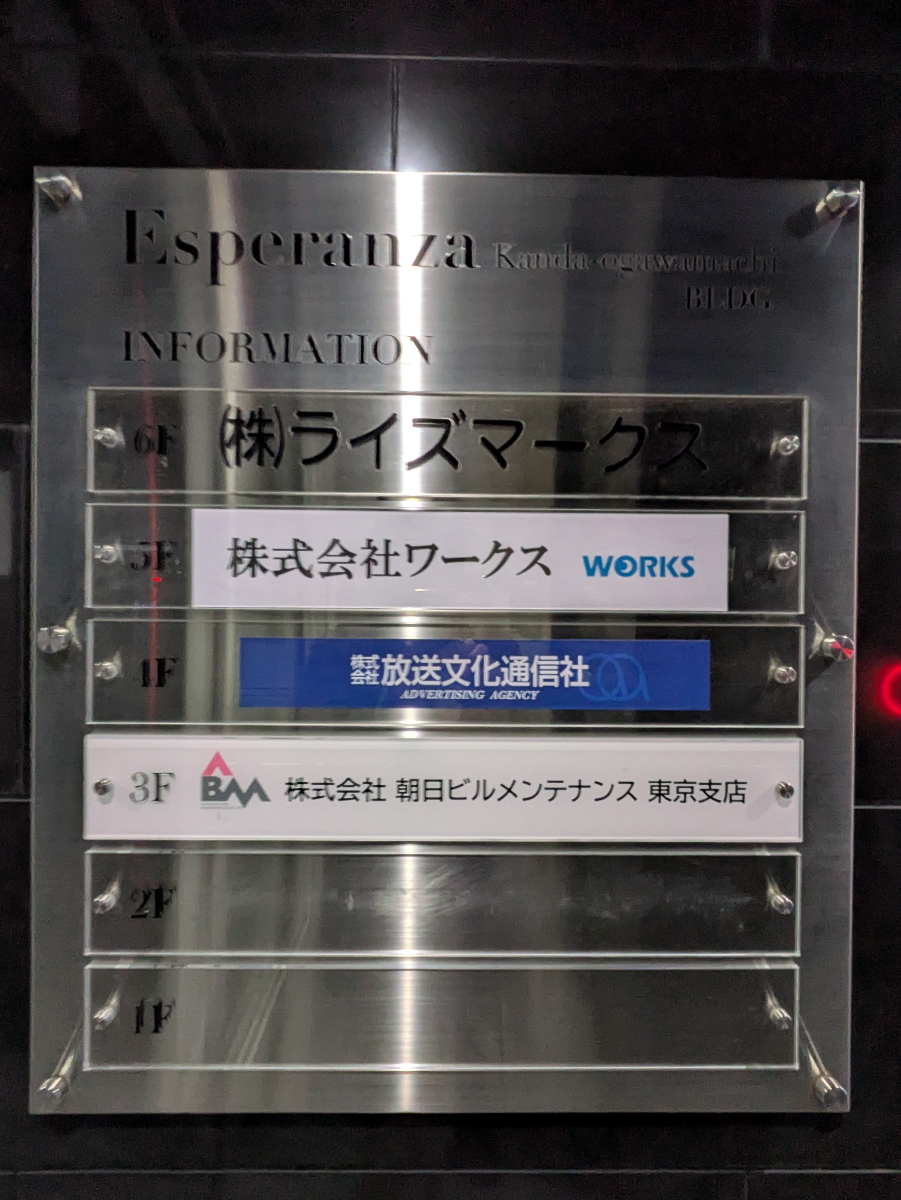 Esperanza Kanda-ogawamachi
BLDG
INFORMATION
6F ㈱ライズマークス
5F 株式会社ワークス WORKS
4F 株式会社 放送文化通信社
ADVERTISING AGENCY
3F BM 株式会社 朝日ビルメンテナンス 東京支店
2F
1F